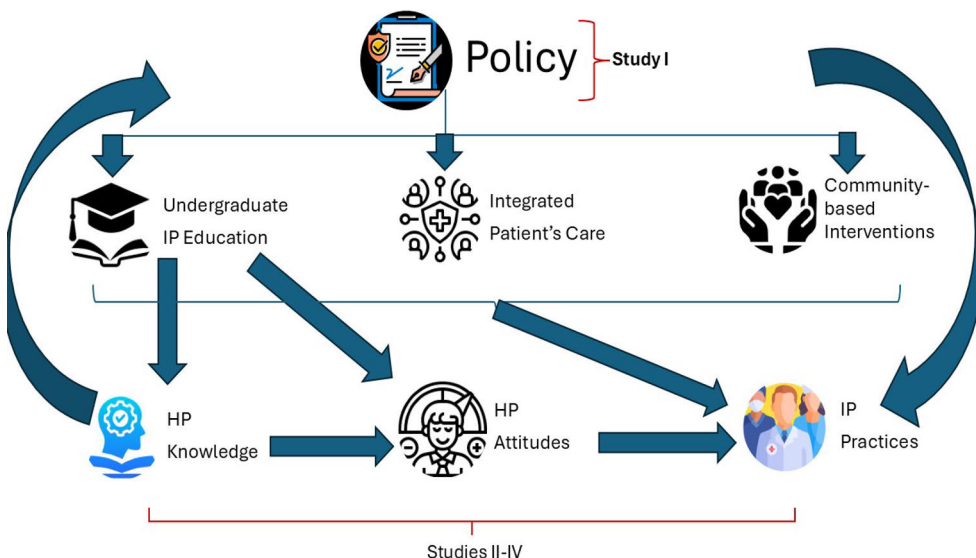 Policy
Study I
Undergraduate
IP Education
Integrated
Patient's Care
Community-
based
Interventions
HP
Knowledge
HP
Attitudes
IP
Practices
Studies II-IV